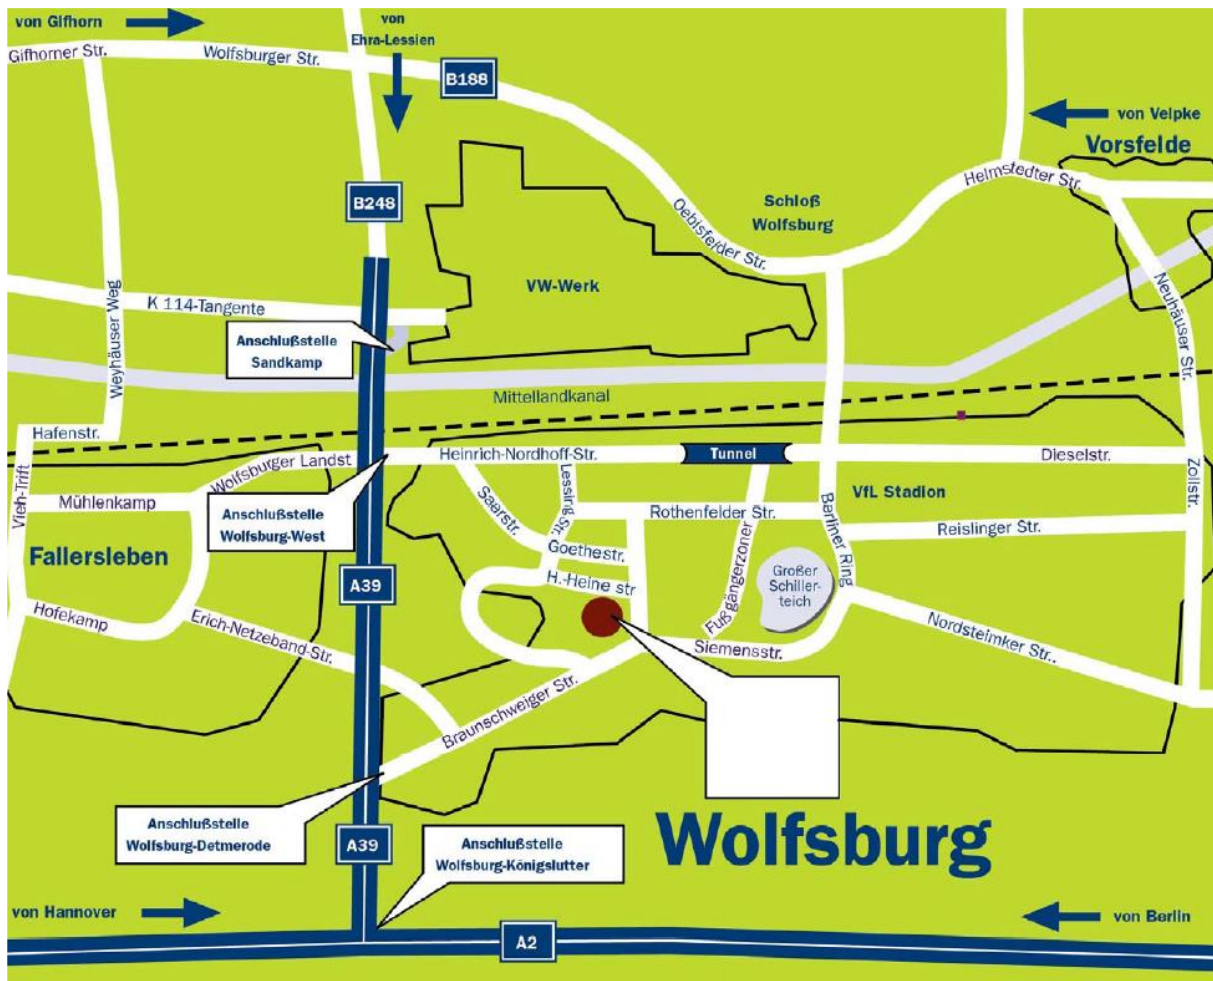 von Gifhorn
von
Ehra-Lessien
Gifhorner Str.
Wolfsburger Str.
B188
von Velpke
Vorsfelde
Helmstedter Str.
B248
Schloß
Wolfsburg
Oebisfelder Str.
VW-Werk
K 114-Tangente
Weyhäuser Weg
Neuhäuser Str.
Anschlußstelle
Sandkamp
Mittellandkanal
Hafenstr.
Vieh-Trift
Wolfsburger Landst
Heinrich-Nordhoff-Str.
Tunnel
Dieselstr.
Zollstr.
Mühlenkamp
Anschlußstelle
Wolfsburg-West
Saerstr.
Lessing Str.
Rothenfelder Str.
Berliner Ring
VfL Stadion
Reislinger Str.
Fallersleben
Goethestr.
H.-Heine str
Fußgängerzoner
Großer
Schiller-
teich
A39
Hofekamp
Erich-Netzeband-Str.
Siemensstr.
Nordsteimker Str..
Braunschweiger Str.
Anschlußstelle
Wolfsburg-Detmerode
A39
Anschlußstelle
Wolfsburg-Königslutter
Wolfsburg
von Hannover
A2
von Berlin